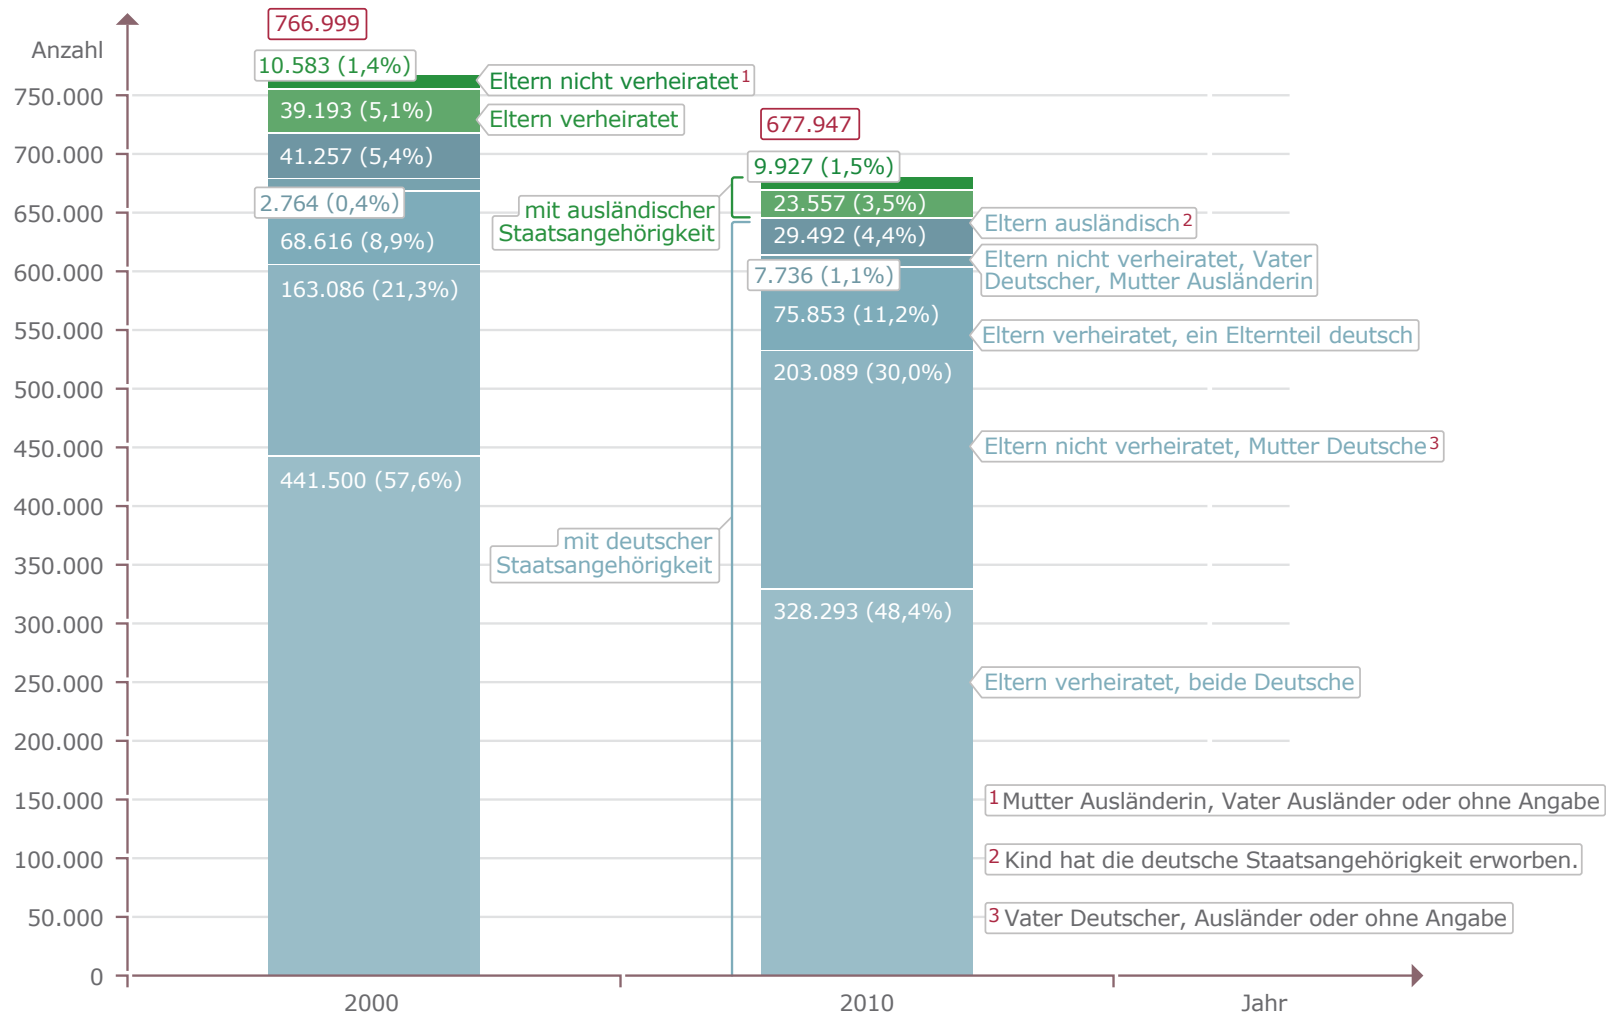 766.999
Anzahl
10.583 (1,4%)
Eltern nicht verheiratet1
750.000
39.193 (5,1%)
Eltern verheiratet
677.947
700.000
41.257 (5,4%)
9.927 (1,5%)
2.764 (0,4%)
mit ausländischer
Staatsangehörigkeit
23.557 (3,5%)
650.000
Eltern ausländisch2
68.616 (8,9%)
29.492 (4,4%)
Eltern nicht verheiratet, Vater
Deutscher, Mutter Ausländerin
600.000
7.736 (1,1%)
163.086 (21,3%)
75.853 (11,2%)
550.000
Eltern verheiratet, ein Elternteil deutsch
203.089 (30,0%)
500.000
450.000
Eltern nicht verheiratet, Mutter Deutsche3
441.500 (57,6%)
400.000
mit deutscher
Staatsangehörigkeit
350.000
328.293 (48,4%)
300.000
250.000
Eltern verheiratet, beide Deutsche
200.000
150.000
1 Mutter Ausländerin, Vater Ausländer oder ohne Angabe
100.000
2 Kind hat die deutsche Staatsangehörigkeit erworben.
50.000
3 Vater Deutscher, Ausländer oder ohne Angabe
0
2000
2010
Jahr